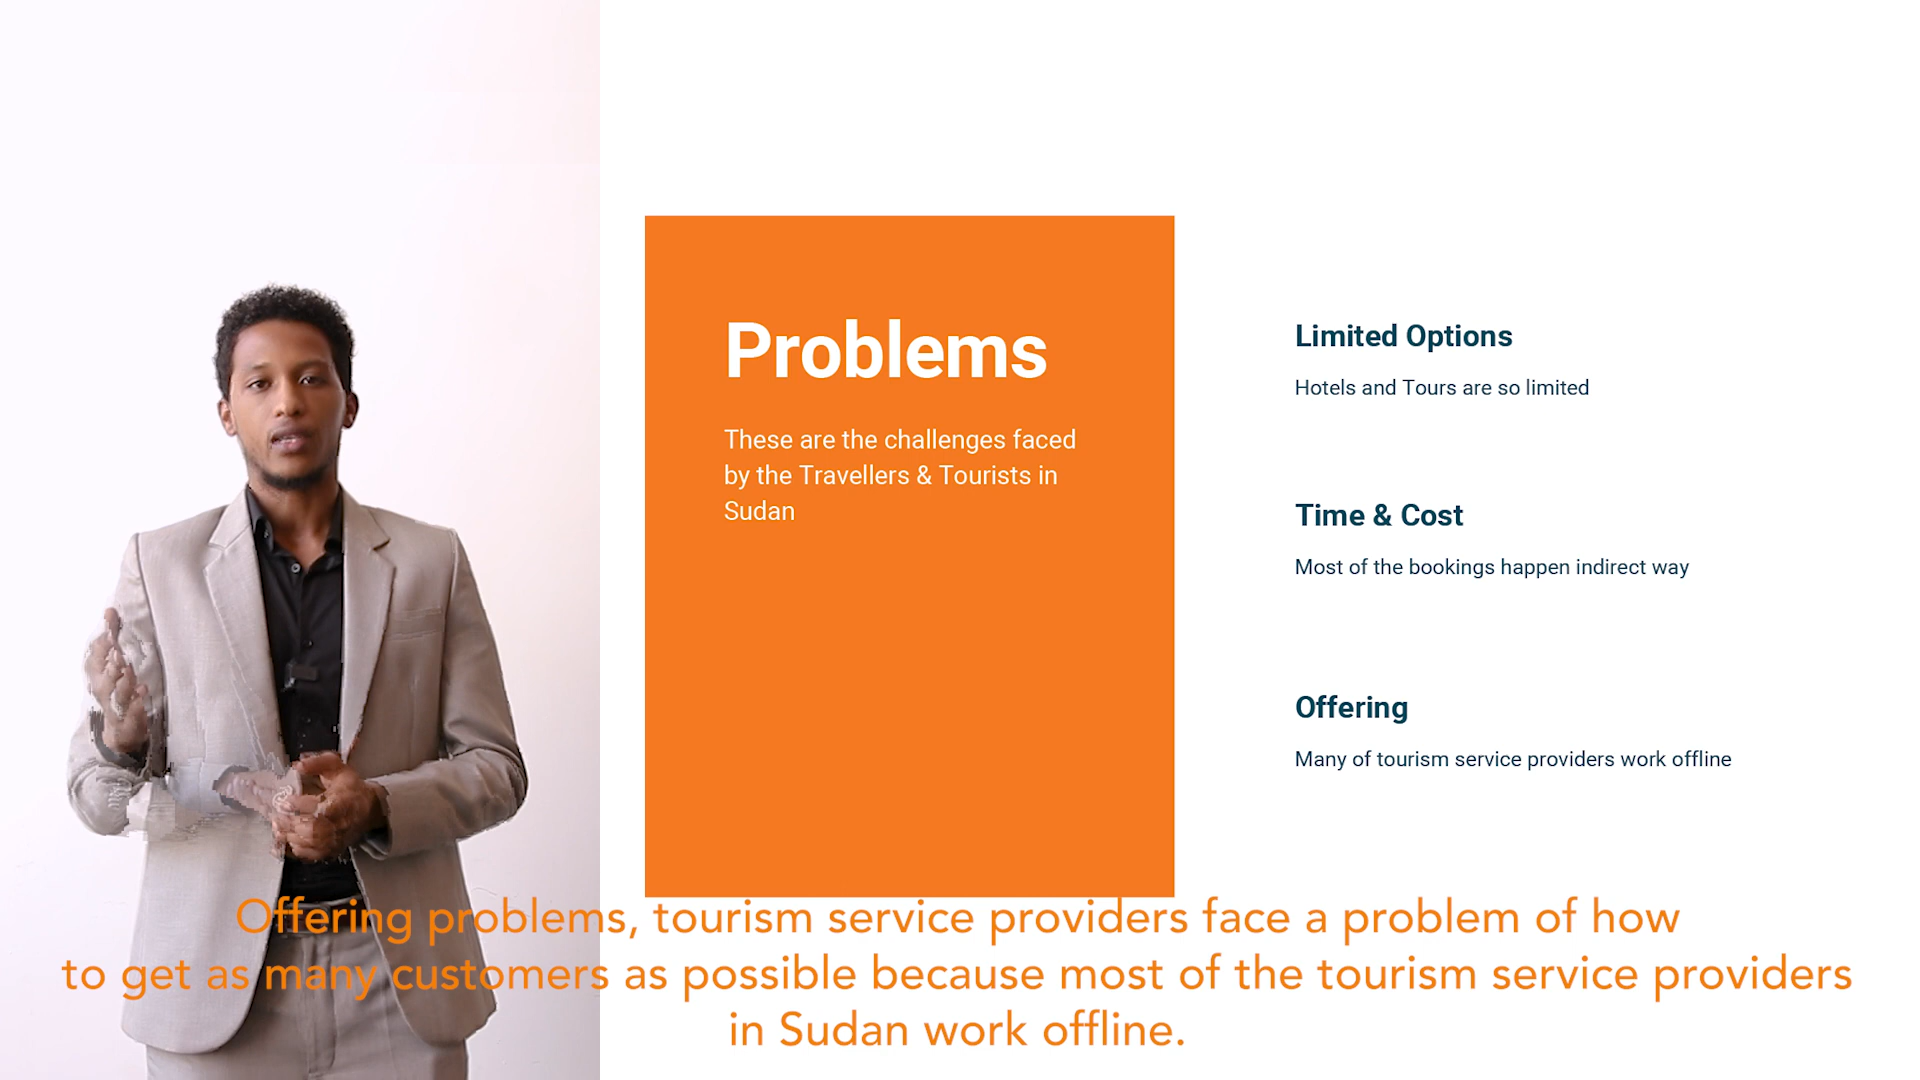 Problems
These are the challenges faced
by the Travellers & Tourists in
Sudan
Limited Options
Hotels and Tours are so limited
Time & Cost
Most of the bookings happen indirect way
Offering
Many of tourism service providers work offline
Offering problems, tourism service providers face a problem of how
to get as many customers as possible because most of the tourism service providers
in Sudan work offline.